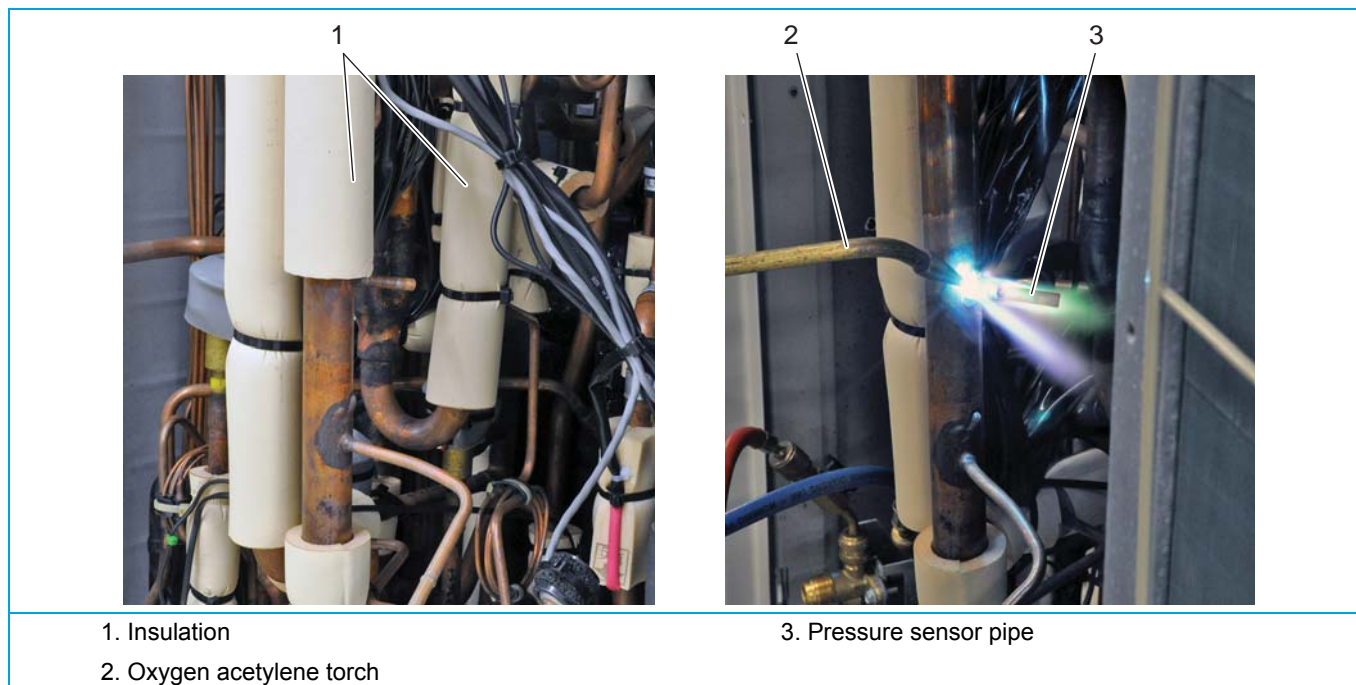 1
2
3
1. Insulation
3. Pressure sensor pipe
2. Oxygen acetylene torch